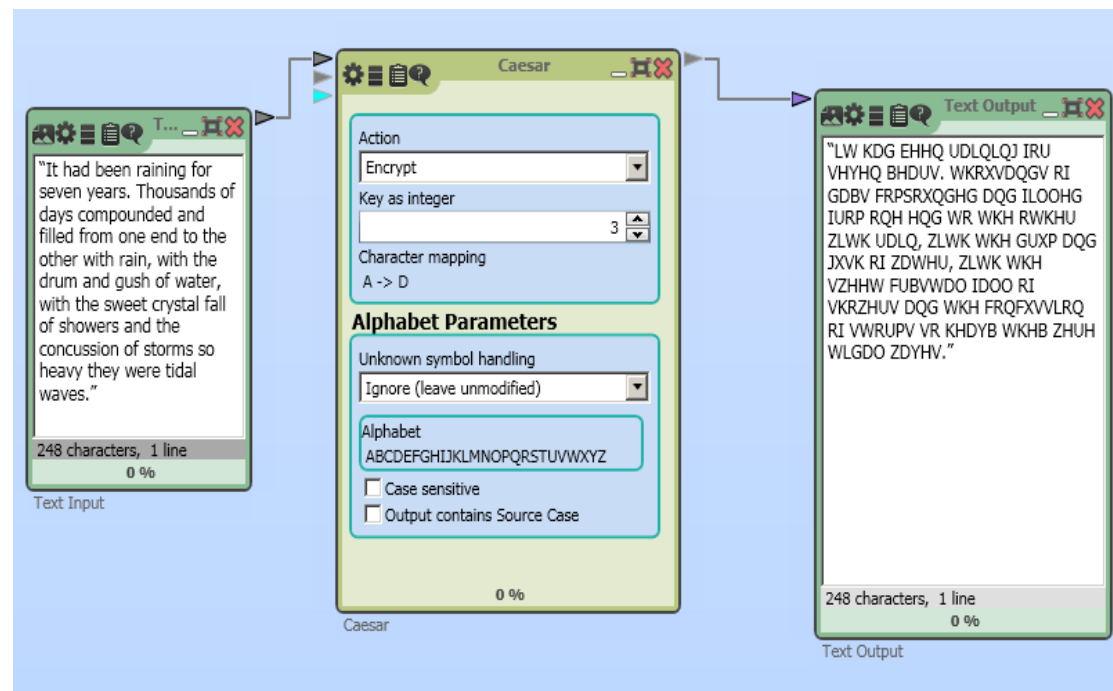 T...
"It had been raining for
seven years. Thousands of
days compounded and
filled from one end to the
other with rain, with the
drum and gush of water,
with the sweet crystal fall
of showers and the
concussion of storms so
heavy they were tidal
waves."
248 characters, 1 line
0 %
Text Input
Caesar
Action
Encrypt
Key as integer
3
Character mapping
A -> D
Alphabet Parameters
Unknown symbol handling
Ignore (leave unmodified)
Alphabet
ABCDEFGHIJKLMNOPQRSTUVWXYZ
Case sensitive
Output contains Source Case
0 %
Caesar
Text Output
"LW KDG EHHQ UDLQLQJ IRU
VHYHQ BHDUV. WKRXVDQGV RI
GDBV FRPSRXQGHG DQG ILOOHG
IURP RQH HQG WR WKH RWKHU
ZLWK UDLQ, ZLWK WKH GUXP DQG
JXVK RI ZDWHU, ZLWK WKH
VZHHW FUBVWDO IDOO RI
VKRZHUV DQG WKH FRQFXVVLRQ
RI VWRUPV VR KHDYB WKHB ZHUH
WLGDO ZDYHV."
248 characters, 1 line
0 %
Text Output